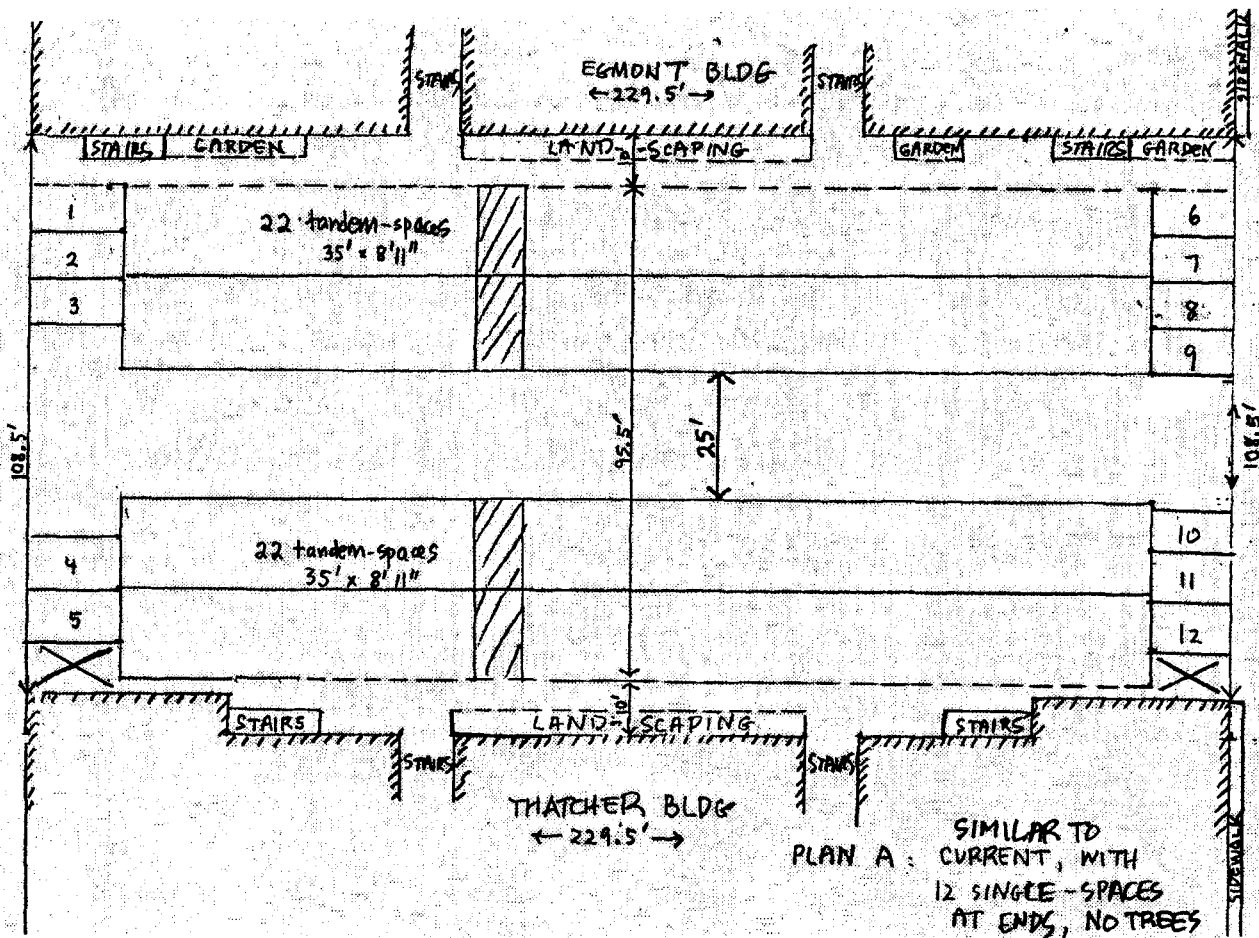 SIDEWALK
STAIRS
EGMONT BLDG
←229.5'→
STAIRS
STAIRS
GARDEN
LAND-SCAPING
GARDEN
STAIRS
GARDEN
10'
1
2
3
22 tandem-spaces
35' x 8'11"
6
7
8
9
108.5'
95.5'
25'
108.5'
4
5
22 tandem-spaces
35' x 8'11"
10
11
12
STAIRS
LAND-SCAPING
10'
STAIRS
STAIRS
STAIRS
THATCHER BLDG
← 229.5' →
SIMILAR TO
PLAN A: CURRENT, WITH
12 SINGLE-SPACES
AT ENDS, NO TREES
SIDEWALK